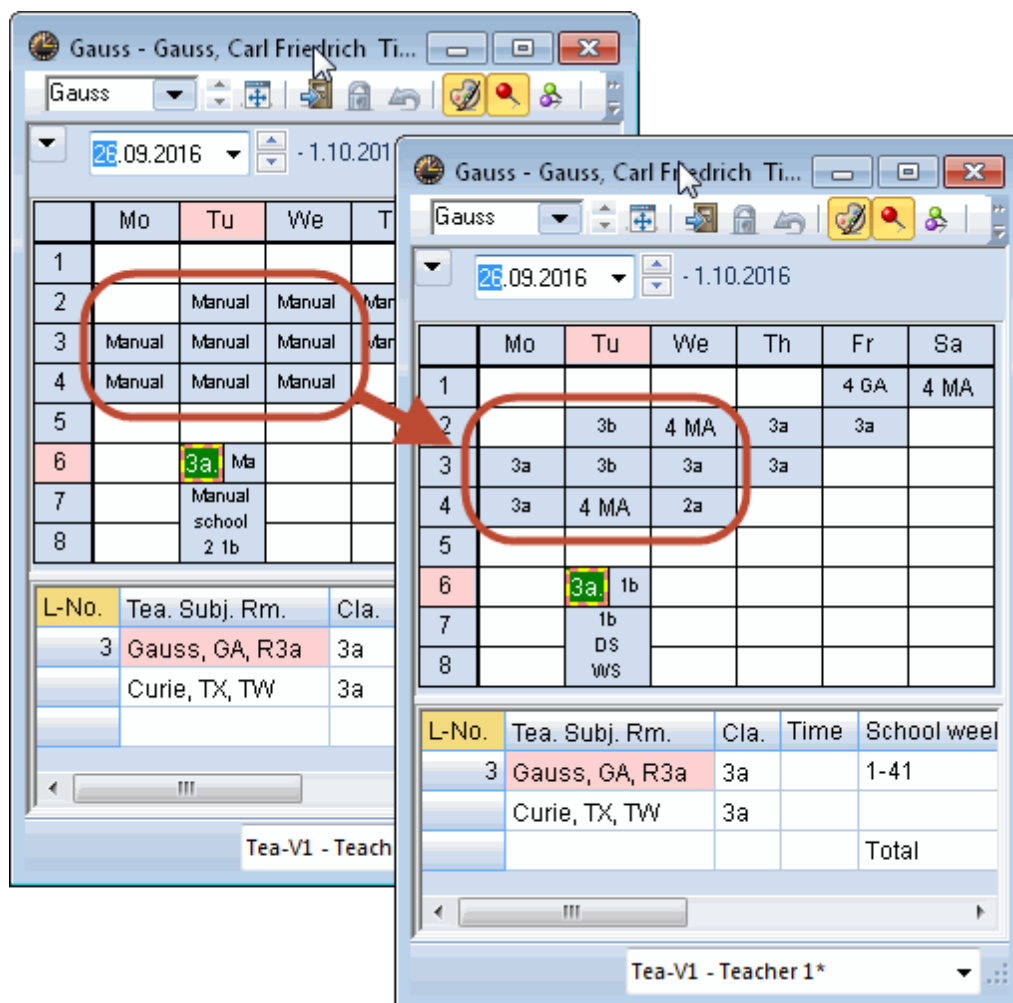 Gauss - Gauss, Carl Friedrich Ti...
Gauss
26.09.2016 - 1.10.201
Mo Tu We T
1
2 Manual Manual Man
3 Manual Manual Manual Man
4 Manual Manual Manual
5
6 3a. Ma
7 Manual
school
8 2 1b
L-No. Tea. Subj. Rm. Cla.
3 Gauss, GA, R3a 3a
Curie, TX, TW 3a
Tea-V1 - Teach
Gauss - Gauss, Carl Friedrich Ti...
Gauss
26.09.2016 - 1.10.2016
Mo Tu We Th Fr Sa
1 4 GA 4 MA
2 3b 4 MA 3a 3a
3 3a 3b 3a 3a
4 3a 4 MA 2a
5
6 3a. 1b
7 1b
DS
8 WS
L-No. Tea. Subj. Rm. Cla. Time School weel
3 Gauss, GA, R3a 3a 1-41
Curie, TX, TW 3a
Total
Tea-V1 - Teacher 1*